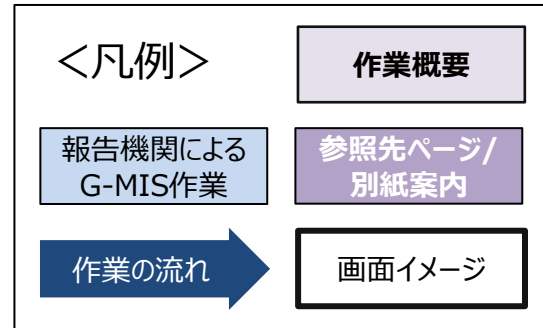 ＜凡例＞
作業概要
報告機関による
G-MIS作業
参照先ページ/
別紙案内
作業の流れ
画面イメージ